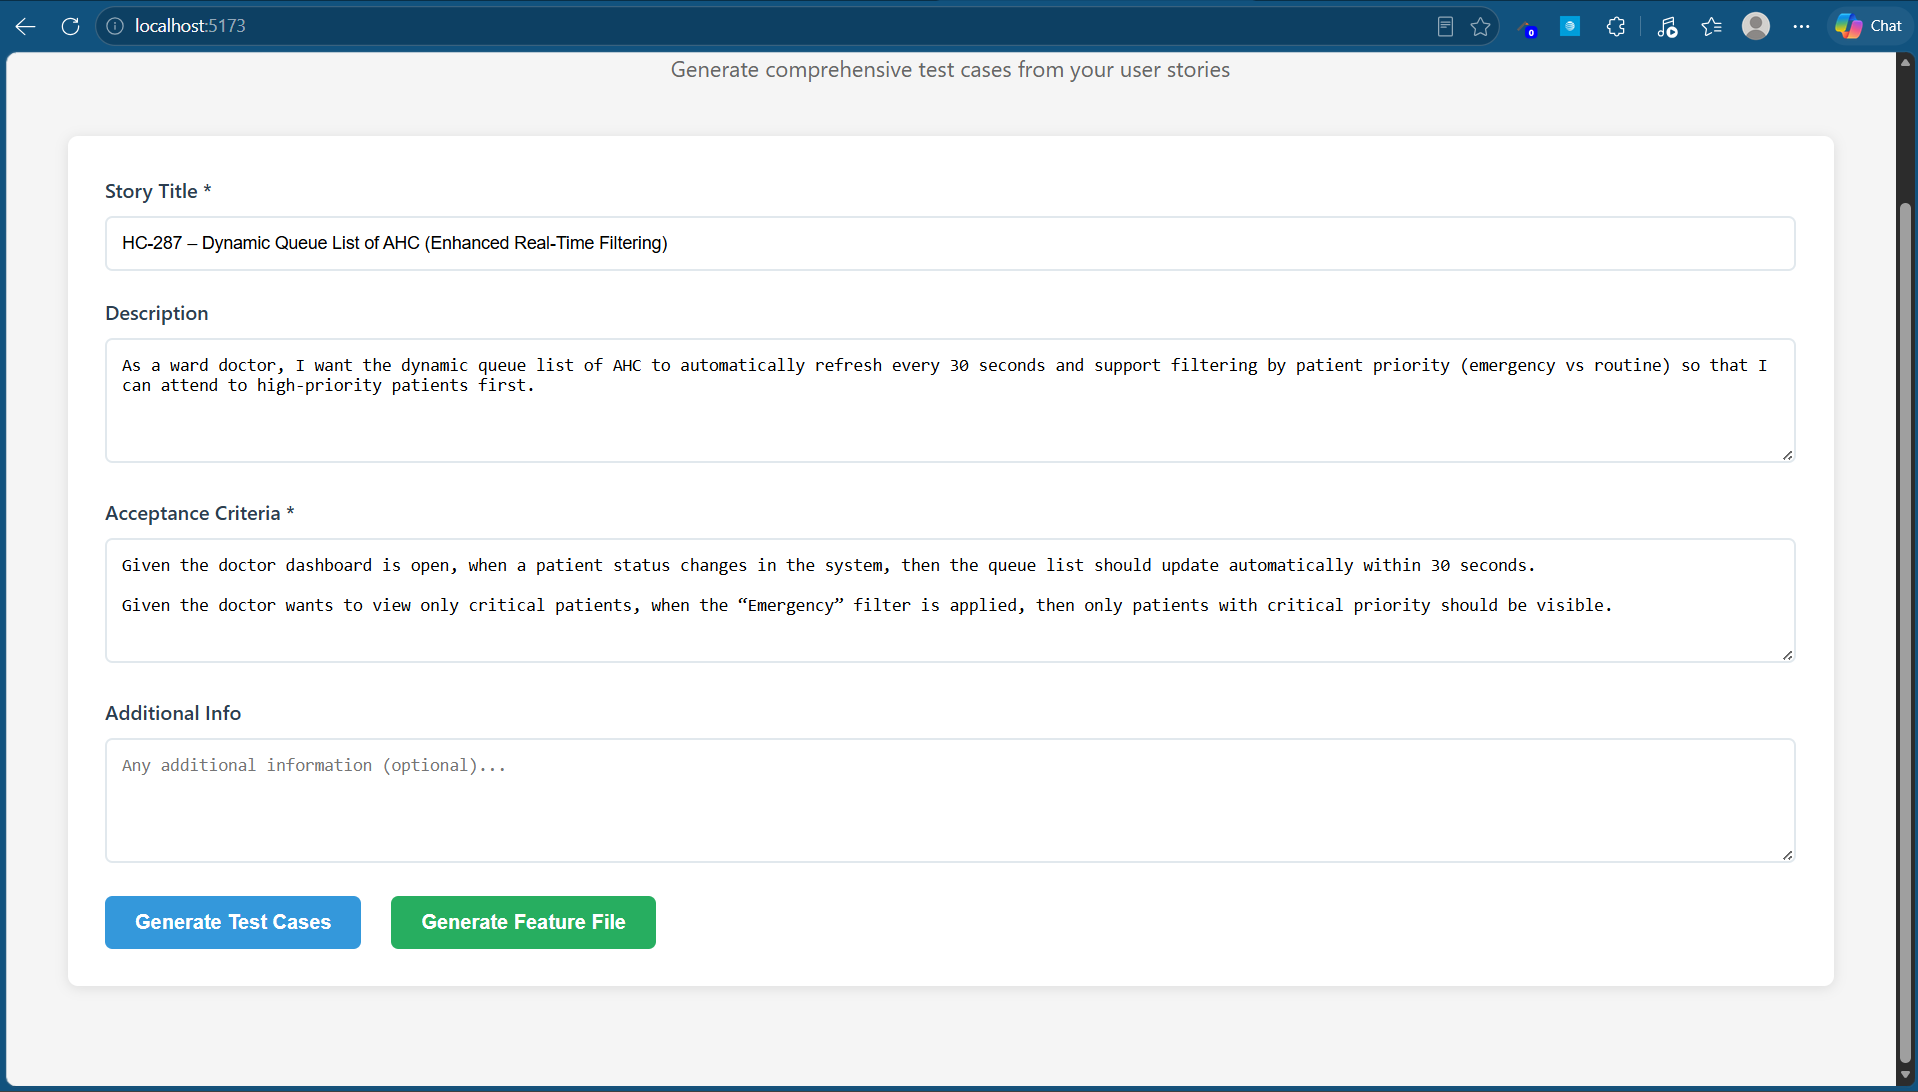 localhost:5173
0
Chat
Generate comprehensive test cases from your user stories
Story Title *
HC-287 – Dynamic Queue List of AHC (Enhanced Real-Time Filtering)
Description
As a ward doctor, I want the dynamic queue list of AHC to automatically refresh every 30 seconds and support filtering by patient priority (emergency vs routine) so that I
can attend to high-priority patients first.
Acceptance Criteria *
Given the doctor dashboard is open, when a patient status changes in the system, then the queue list should update automatically within 30 seconds.
Given the doctor wants to view only critical patients, when the “Emergency” filter is applied, then only patients with critical priority should be visible.
Additional Info
Any additional information (optional)...
Generate Test Cases
Generate Feature File